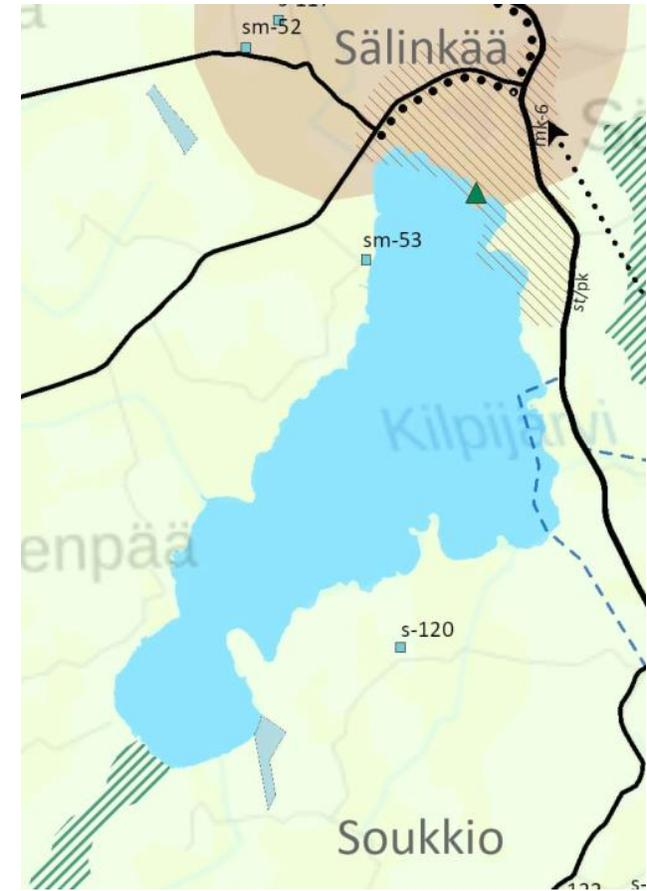 sm-52
Sälinkää
mk-6
sm-53
st/pk
Kilpijärvi
enpää
s-120
Soukkio